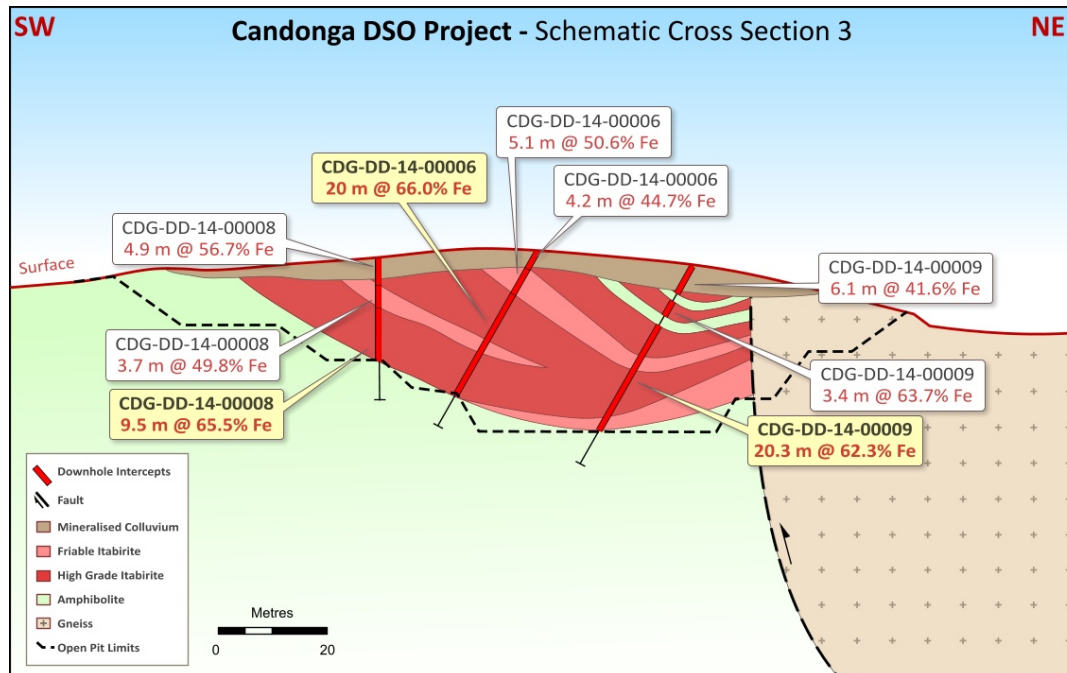 SW
Candonga DSO Project - Schematic Cross Section 3
NE
CDG-DD-14-00006
5.1 m @ 50.6% Fe
CDG-DD-14-00006
20 m @ 66.0% Fe
CDG-DD-14-00006
4.2 m @ 44.7% Fe
CDG-DD-14-00008
4.9 m @ 56.7% Fe
Surface
CDG-DD-14-00009
6.1 m @ 41.6% Fe
CDG-DD-14-00008
3.7 m @ 49.8% Fe
CDG-DD-14-00009
3.4 m @ 63.7% Fe
CDG-DD-14-00008
9.5 m @ 65.5% Fe
CDG-DD-14-00009
20.3 m @ 62.3% Fe
Downhole Intercepts
Fault
Mineralised Colluvium
Friable Itabirite
High Grade Itabirite
Amphibolite
Gneiss
Open Pit Limits
Metres
0 20